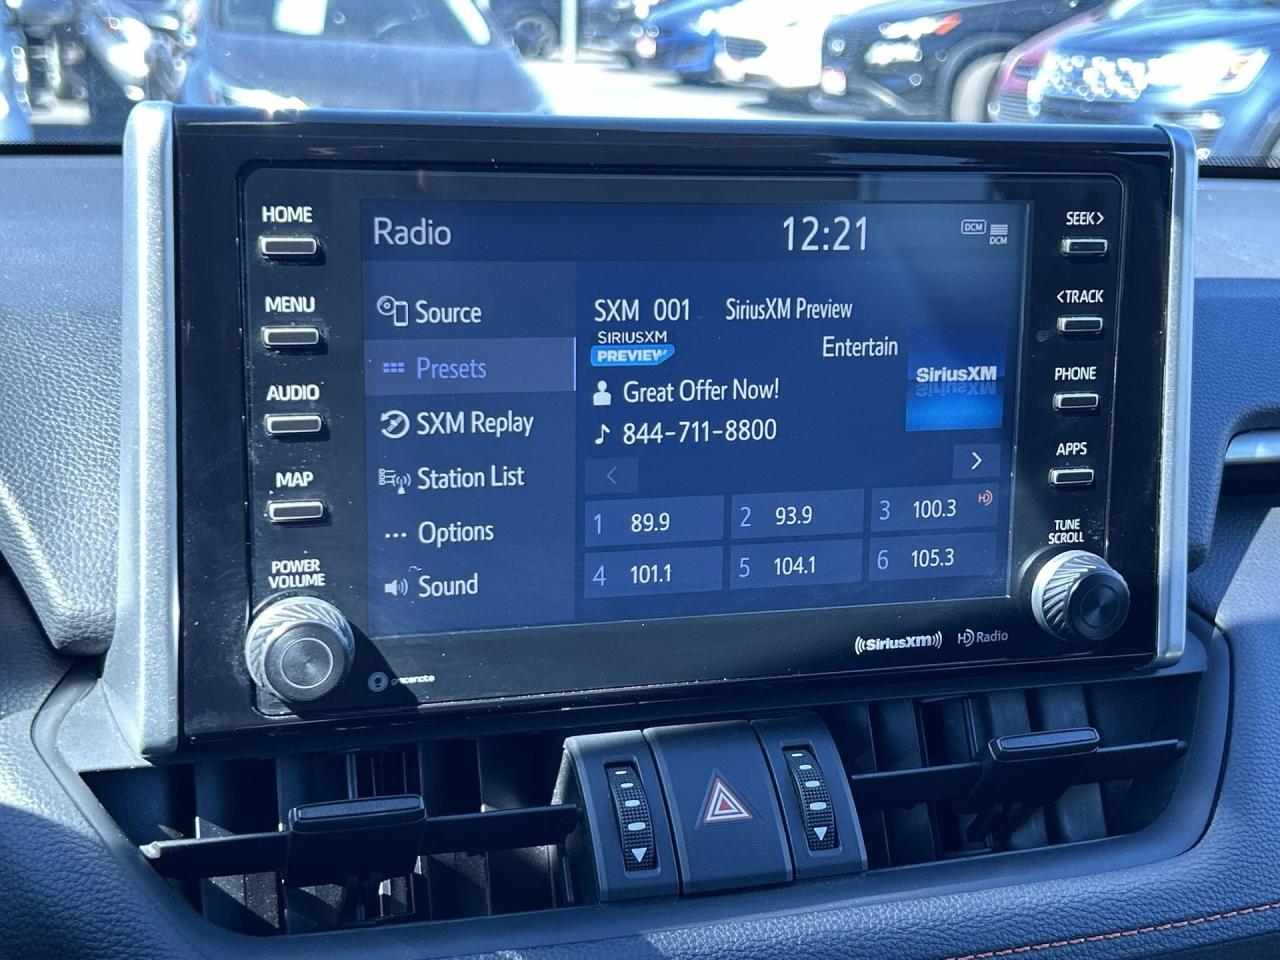 HOME
MENU
AUDIO
MAP
POWER
VOLUME
Radio
12:21
DCM
DCM
Source
Presets
SXM Replay
Station List
Options
Sound
SXM 001 SiriusXM Preview
SIRIUSXM
PREVIEW
Entertain
Great Offer Now!
844-711-8800
SiriusXM
1 89.9
2 93.9
3 100.3 HD
4 101.1
5 104.1
6 105.3
SEEK>
<TRACK
PHONE
APPS
TUNE
SCROLL
gracenote
((SiriusXM))
HD Radio